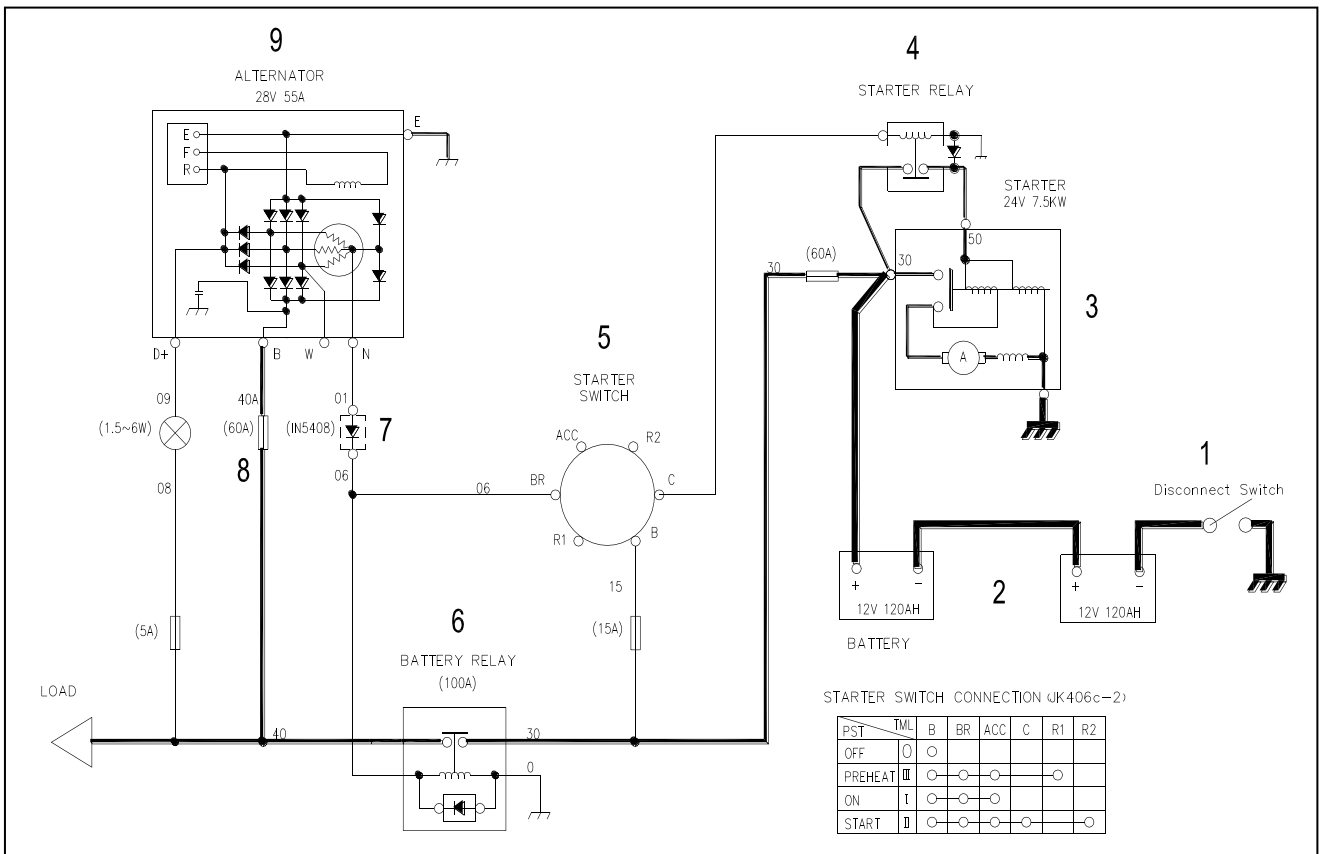 9
ALTERNATOR
28V 55A
4
STARTER RELAY
E
E
F
R
STARTER
24V 7.5KW
50
(60A)
30
30
3
A
D+
B
W
N
5
STARTER
SWITCH
09
40A
01
(1.5~6W)
(60A)
(IN5408)
7
ACC
R2
8
06
08
06
BR
C
R1
B
1
Disconnect Switch
15
+
-
2
+
-
12V 120AH
12V 120AH
BATTERY
(5A)
(15A)
6
BATTERY RELAY
(100A)
LOAD
40
30
0
STARTER SWITCH CONNECTION (JK406c-2)
PST TML B BR ACC C R1 R2
OFF O
PREHEAT III
ON I
START II